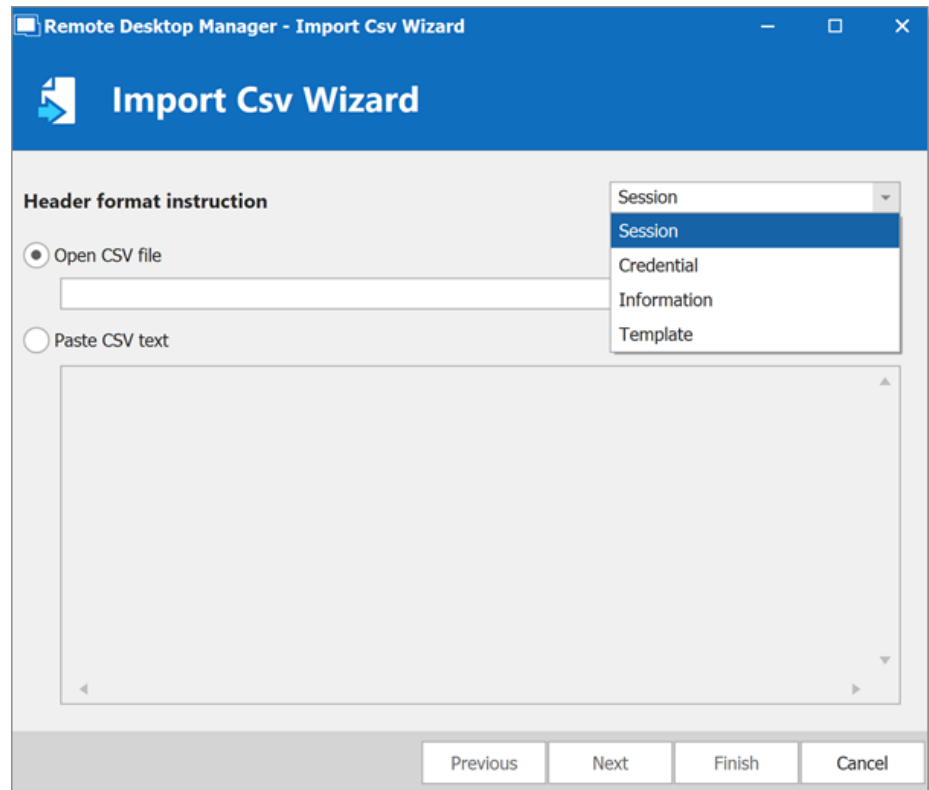 Remote Desktop Manager - Import Csv Wizard
Import Csv Wizard
Header format instruction
Session
Session
Credential
Information
Template
Open CSV file
Paste CSV text
Previous
Next
Finish
Cancel